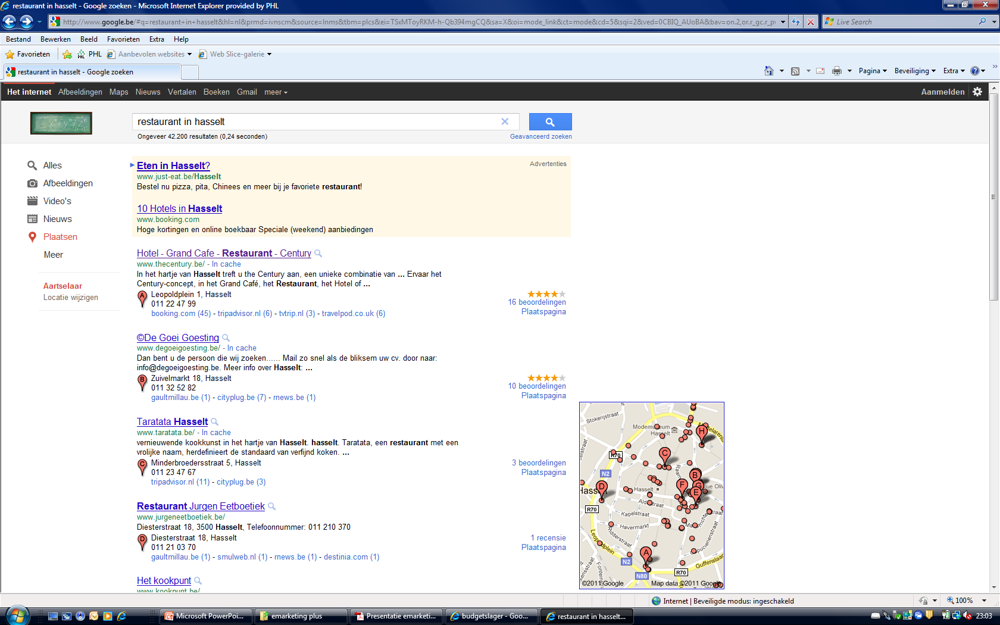 restaurant in hasselt - Google zoeken - Microsoft Internet Explorer provided by PHL
http://www.google.be/#q=restaurant+in+hasselt&hl=nl&prmd=ivnscm&source=lnms&tbm=plcs&ei=TSxMToyRKM-h-Qb394mgCQ&sa=X&oi=mode_link&ct=mode&cd=5&sqi=2&ved=0CBIQ_AUoBA&bav=on.2,or.r_gc.r_p
Live Search
Bestand Bewerken Beeld Favorieten Extra Help
Favorieten PHL Aanbevolen websites Web Slice-galerie
restaurant in hasselt - Google zoeken
Pagina Beveiliging Extra
Het internet Afbeeldingen Maps Nieuws Vertalen Boeken Gmail meer
Aanmelden
restaurant in hasselt
Ongeveer 42.200 resultaten (0,24 seconden)
Geavanceerd zoeken
Alles
Afbeeldingen
Video's
Nieuws
Plaatsen
Meer
Aartselaar
Locatie wijzigen
Eten in Hasselt?
Advertenties
www.just-eat.be/Hasselt
Bestel nu pizza, pita, Chinees en meer bij je favoriete restaurant!
10 Hotels in Hasselt
www.booking.com
Hoge kortingen en online boekbaar Speciale (weekend) aanbiedingen
Hotel - Grand Cafe - Restaurant - Century
www.thecentury.be/ - In cache
In het hartje van Hasselt treft u the Century aan, een unieke combinatie van ... Ervaar het
Century-concept, in het Grand Café, het Restaurant, het Hotel of ...
A Leopoldplein 1, Hasselt
011 22 47 99
booking.com (45) - tripadvisor.nl (6) - tvtrip.nl (3) - travelpod.co.uk (6)
16 beoordelingen
Plaatspagina
©De Goei Goesting
www.degoeigoesting.be/ - In cache
Dan bent u de persoon die wij zoeken...... Mail zo snel als de bliksem uw cv. door naar:
info@degoeigoesting.be. Meer info over Hasselt: ...
B Zuivelmarkt 18, Hasselt
011 32 52 82
gaultmillau.be (1) - cityplug.be (7) - rnews.be (1)
10 beoordelingen
Plaatspagina
Taratata Hasselt
www.taratata.be/ - In cache
vernieuwende kookkunst in het hartje van Hasselt. hasselt. Taratata, een restaurant met een
vrolijke naam, herdefinieert de standaard van verfijnd koken. ...
C Minderbroedersstraat 5, Hasselt
011 23 47 67
tripadvisor.nl (11) - cityplug.be (3)
3 beoordelingen
Plaatspagina
Restaurant Jurgen Eetboetiek
www.jurgeneetboetiek.be/
Diesterstraat 18, 3500 Hasselt, Telefoonnummer: 011 210 370
D Diesterstraat 18, Hasselt
011 21 03 70
gaultmillau.be (1) - smulweb.nl (1) - rnews.be (1) - destinia.com (1)
1 recensie
Plaatspagina
Het kookpunt
www.kookpunt.be/
Stokerijstraat
Hasselt
H
C
R70
N2
B
D
F
G
E
Hasselt
R70
Kapelstraat
Havermarkt
Leopoldplein
A
N2
N80
R70
Guffenslaan
©2011 Google
Map data ©2011 Google
Internet | Beveiligde modus: ingeschakeld
100%
Microsoft PowerPoi...
emarketing plus
Presentatie emarketi...
budgetslager - Goo...
restaurant in hasselt...
23:03